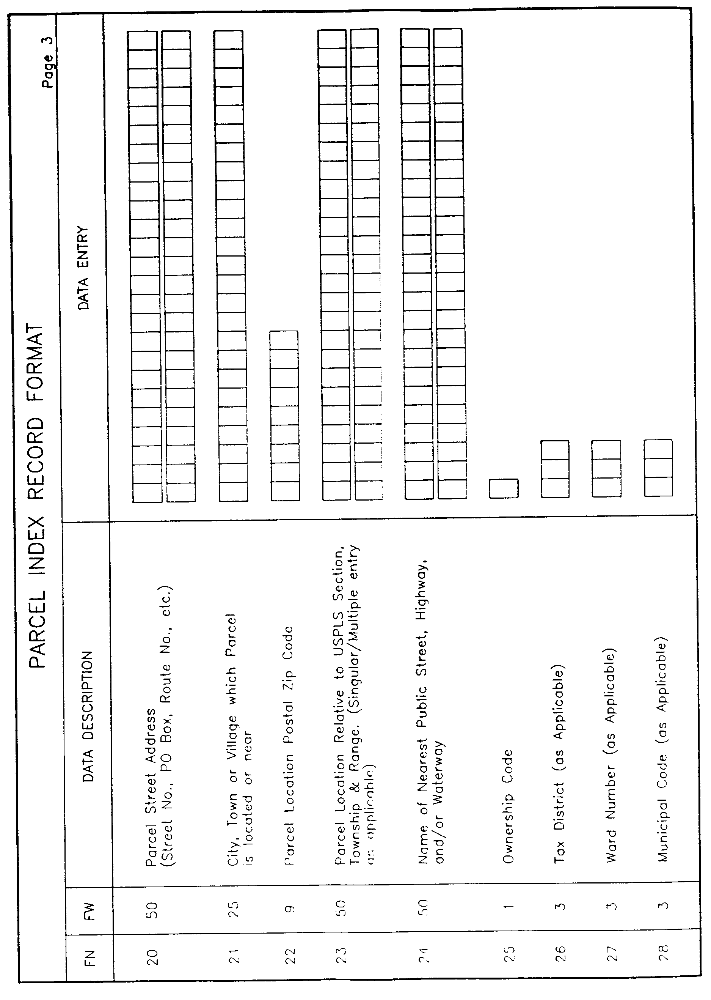 PARCEL INDEX RECORD FORMAT
Page 3
FN FW DATA DESCRIPTION DATA ENTRY
20 50 Parcel Street Address
(Street No., PO Box, Route No., etc.)
21 25 City, Town or Village which Parcel
is located or near
22 9 Parcel Location Postal Zip Code
23 50 Parcel Location Relative to USPLS Section,
Township & Range. (Singular/Multiple entry
as applicable)
24 50 Name of Nearest Public Street, Highway,
and/or Waterway
25 1 Ownership Code
26 3 Tax District (as Applicable)
27 3 Ward Number (as Applicable)
28 3 Municipal Code (as Applicable)